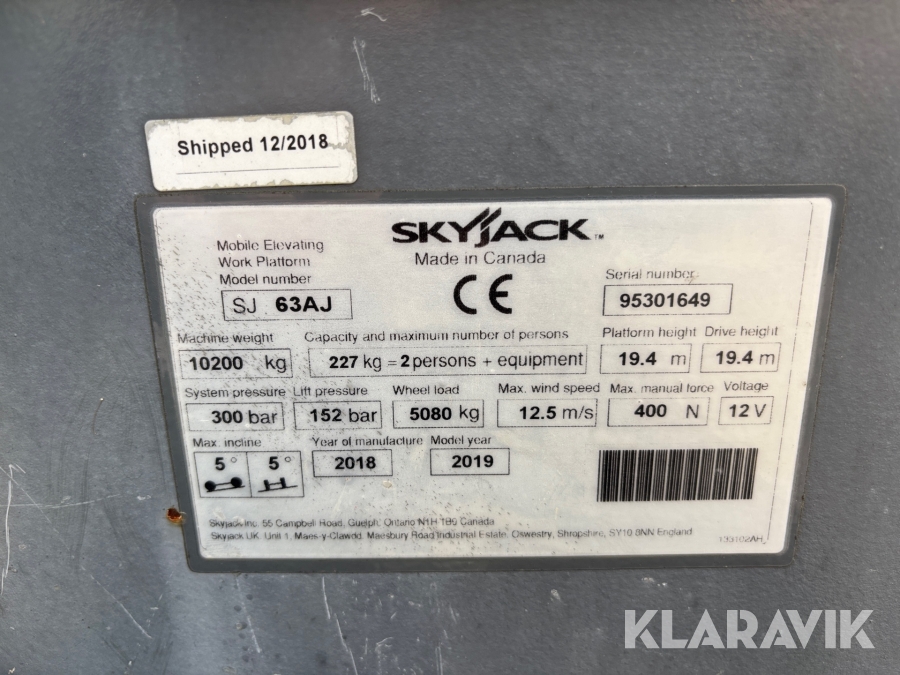 Shipped 12/2018
SKYJACK™
Made in Canada
CE
Mobile Elevating
Work Platform
Model number
SJ 63AJ
Serial number
95301649
Machine weight
10200 kg
Capacity and maximum number of persons
227 kg = 2 persons + equipment
Platform height
19.4 m
Drive height
19.4 m
System pressure
300 bar
Lift pressure
152 bar
Wheel load
5080 kg
Max. wind speed
12.5 m/s
Max. manual force
400 N
Voltage
12 V
Max. incline
5° 5°
Year of manufacture
2018
Model year
2019
Skyjack Inc. 55 Campbell Road, Guelph, Ontario N1H 1B9 Canada
Skyjack UK. Unit 1, Maes-y-Clawdd, Maesbury Road Industrial Estate, Oswestry, Shropshire, SY10 8NN England
133102AH
KLARAVIK